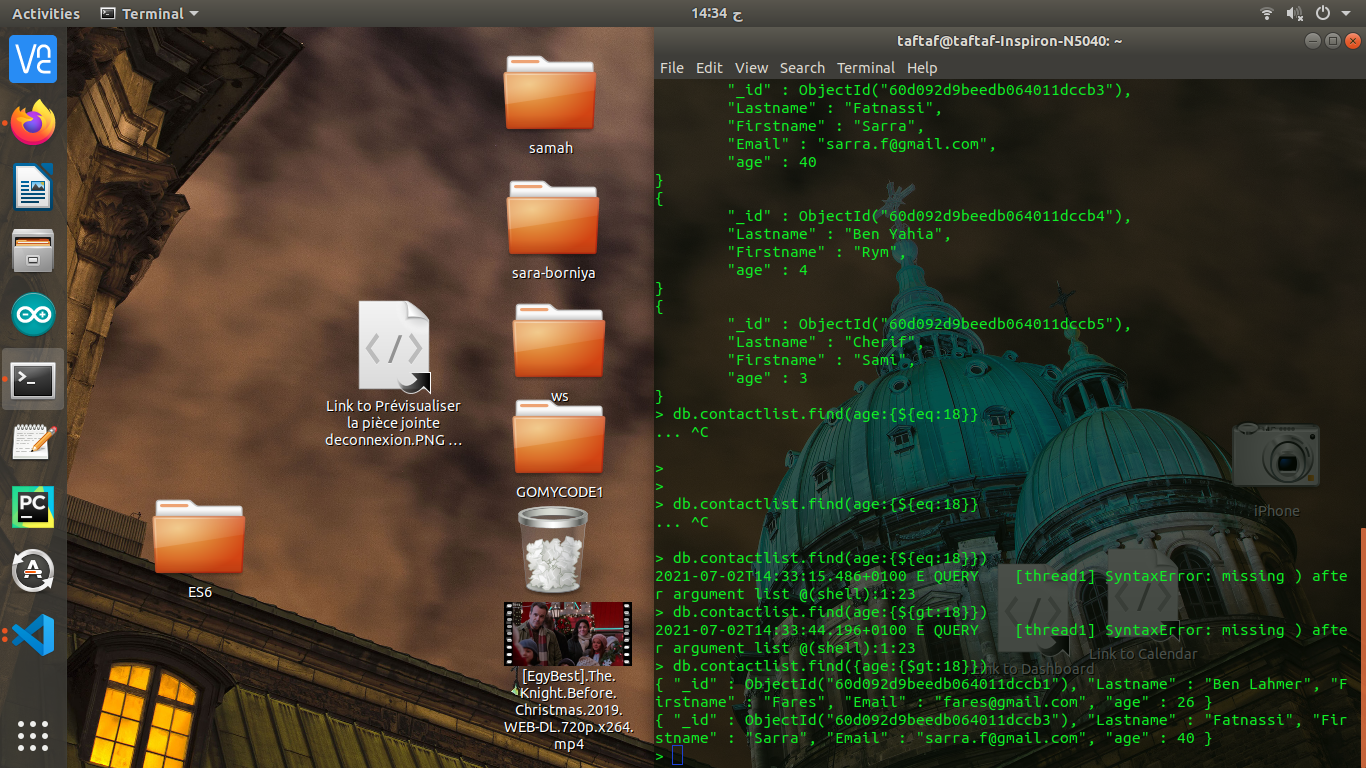 Activities
Terminal
14:34 ج
samah
sara-borniya
ws
Link to Prévisualiser
la pièce jointe
deconnexion.PNG …
GOMYCODE1
ES6
[EgyBest].The.
Knight.Before.
Christmas.2019.
WEB-DL.720p.x264.
mp4
taftaf@taftaf-Inspiron-N5040: ~
File Edit View Search Terminal Help
"_id" : ObjectId("60d092d9beedb064011dccb3"),
"Lastname" : "Fatnassi",
"Firstname" : "Sarra",
"Email" : "sarra.f@gmail.com",
"age" : 40
}
{
"_id" : ObjectId("60d092d9beedb064011dccb4"),
"Lastname" : "Ben Yahia",
"Firstname" : "Rym",
"age" : 4
}
{
"_id" : ObjectId("60d092d9beedb064011dccb5"),
"Lastname" : "Cherif",
"Firstname" : "Sami",
"age" : 3
}
> db.contactlist.find(age:{${eq:18}}
... ^C
>
>
> db.contactlist.find(age:{${eq:18}}
... ^C
> db.contactlist.find(age:{${eq:18}})
2021-07-02T14:33:15.486+0100 E QUERY    [thread1] SyntaxError: missing ) afte
r argument list @(shell):1:23
> db.contactlist.find(age:{${gt:18}})
2021-07-02T14:33:44.196+0100 E QUERY    [thread1] SyntaxError: missing ) afte
r argument list @(shell):1:23
> db.contactlist.find({age:{$gt:18}})
{ "_id" : ObjectId("60d092d9beedb064011dccb1"), "Lastname" : "Ben Lahmer", "F
irstname" : "Fares", "Email" : "fares@gmail.com", "age" : 26 }
{ "_id" : ObjectId("60d092d9beedb064011dccb3"), "Lastname" : "Fatnassi", "Fir
stname" : "Sarra", "Email" : "sarra.f@gmail.com", "age" : 40 }
>
iPhone
Link to Calendar
Link to Dashboard